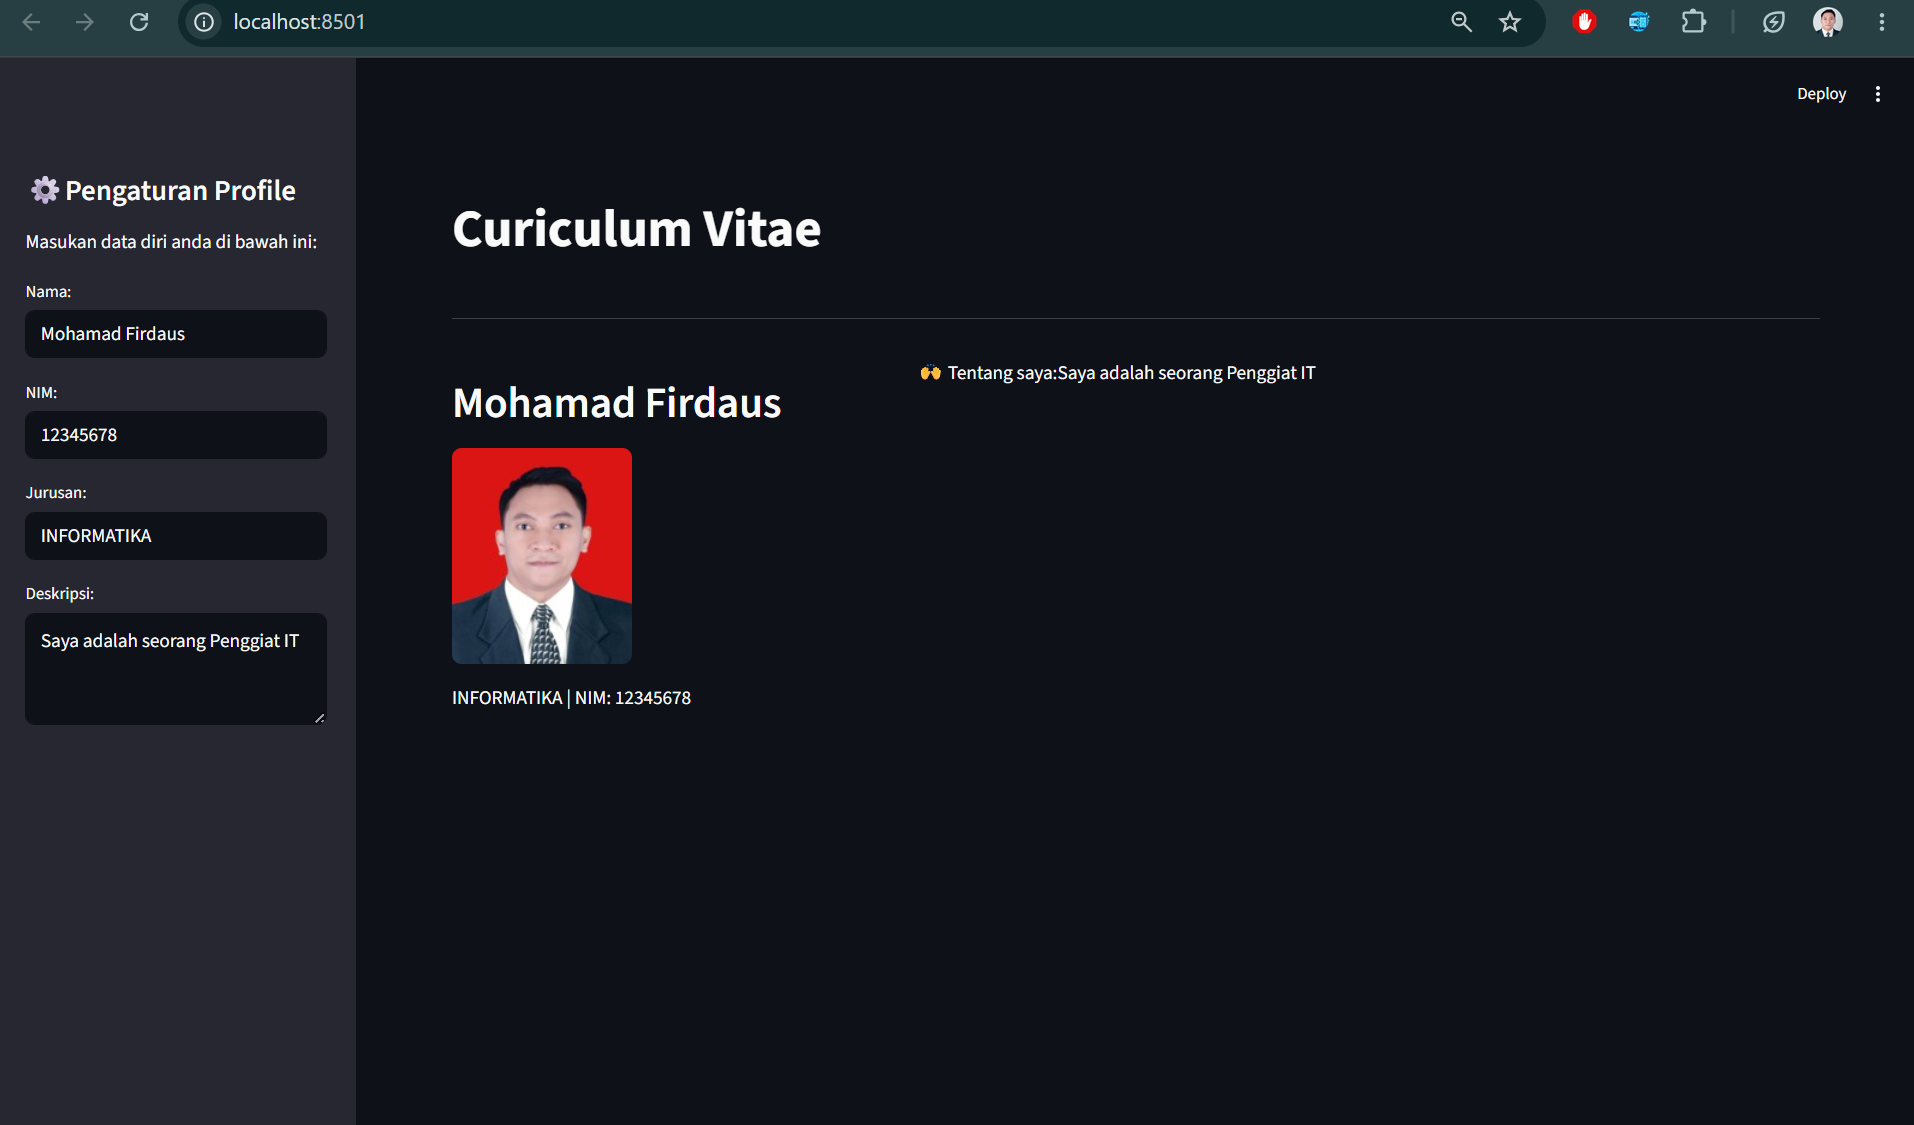 localhost:8501
Deploy
Pengaturan Profile
Masukan data diri anda di bawah ini:
Nama:
Mohamad Firdaus
NIM:
12345678
Jurusan:
INFORMATIKA
Deskripsi:
Saya adalah seorang Penggiat IT
Curiculum Vitae
Mohamad Firdaus
INFORMATIKA | NIM: 12345678
🙌 Tentang saya:Saya adalah seorang Penggiat IT